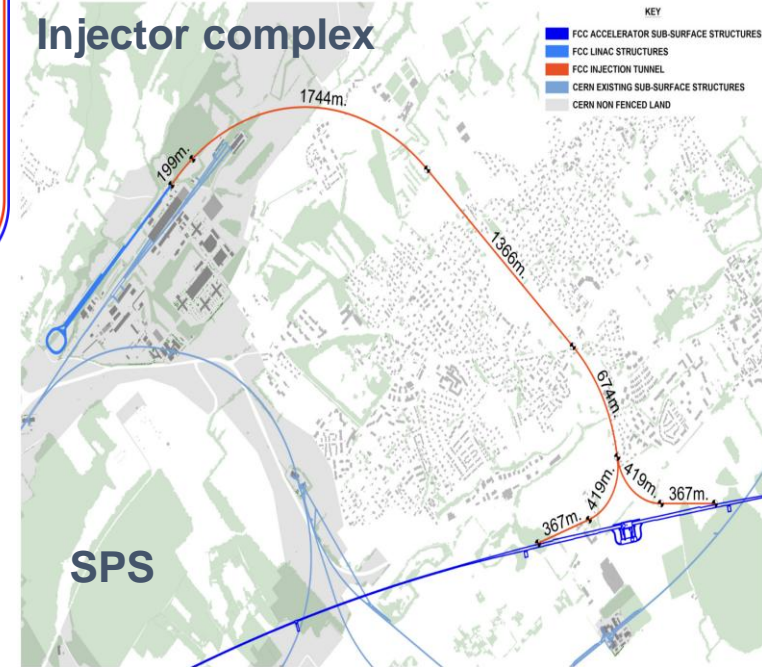 Injector complex
KEY
FCC ACCELERATOR SUB-SURFACE STRUCTURES
FCC LINAC STRUCTURES
FCC INJECTION TUNNEL
CERN EXISTING SUB-SURFACE STRUCTURES
CERN NON FENCED LAND
1744m.
199m.
1366m.
674m.
419m.
419m.
367m.
367m.
SPS